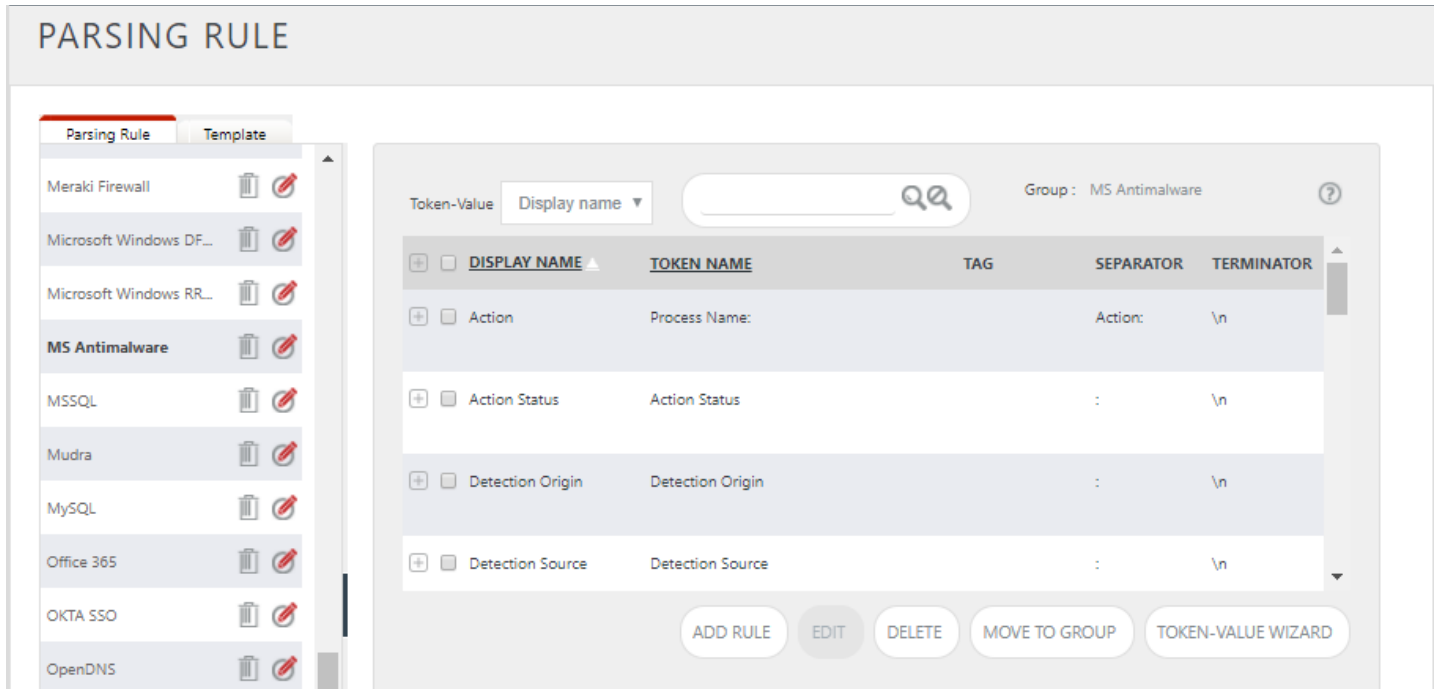 PARSING RULE
Parsing Rule Template
Meraki Firewall
Microsoft Windows DF...
Microsoft Windows RR...
MS Antimalware
MSSQL
Mudra
MySQL
Office 365
OKTA SSO
OpenDNS
Token-Value Display name Group : MS Antimalware ?
DISPLAY NAME TOKEN NAME TAG SEPARATOR TERMINATOR
Action Process Name: Action: \n
Action Status Action Status : \n
Detection Origin Detection Origin : \n
Detection Source Detection Source : \n
ADD RULE EDIT DELETE MOVE TO GROUP TOKEN-VALUE WIZARD